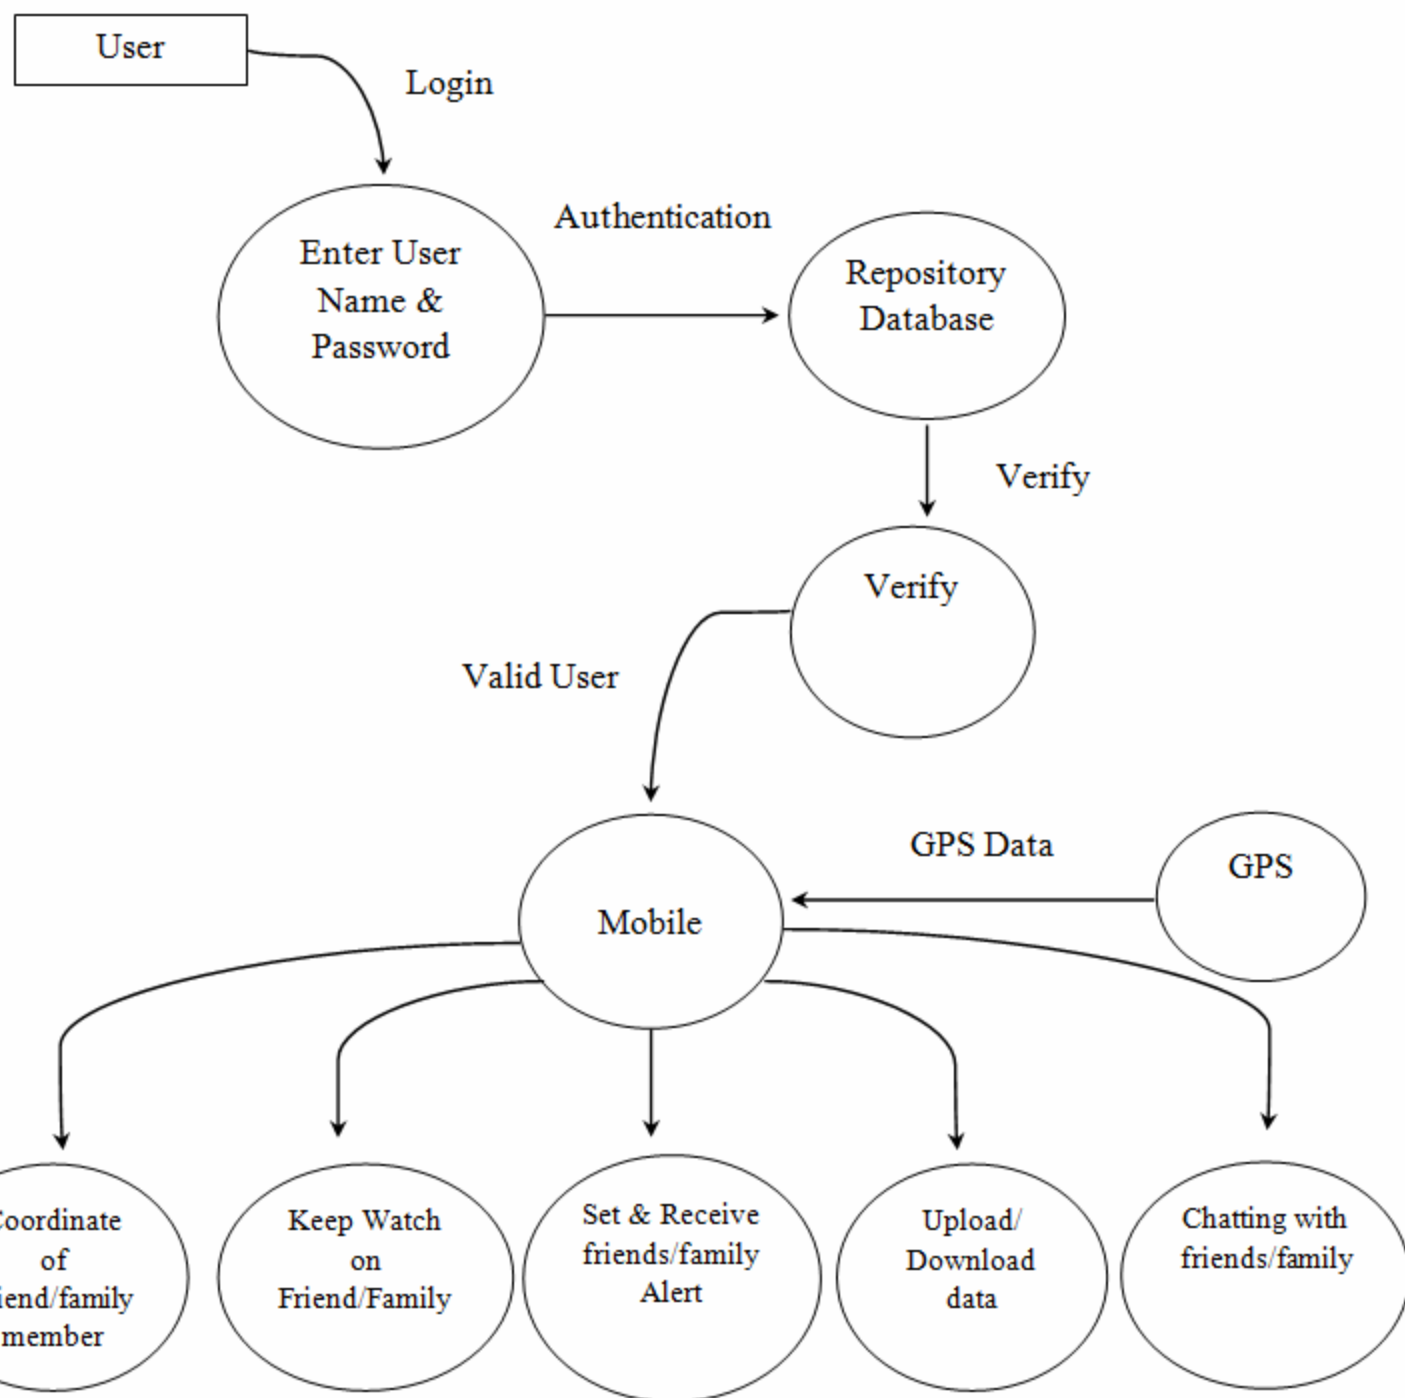 User
Login
Enter User
Name &
Password
Authentication
Repository
Database
Verify
Verify
Valid User
GPS Data
GPS
Mobile
of
member
Keep Watch
on
Friend/Family
Set & Receive
friends/family
Alert
Upload/
Download
data
Chatting with
friends/family